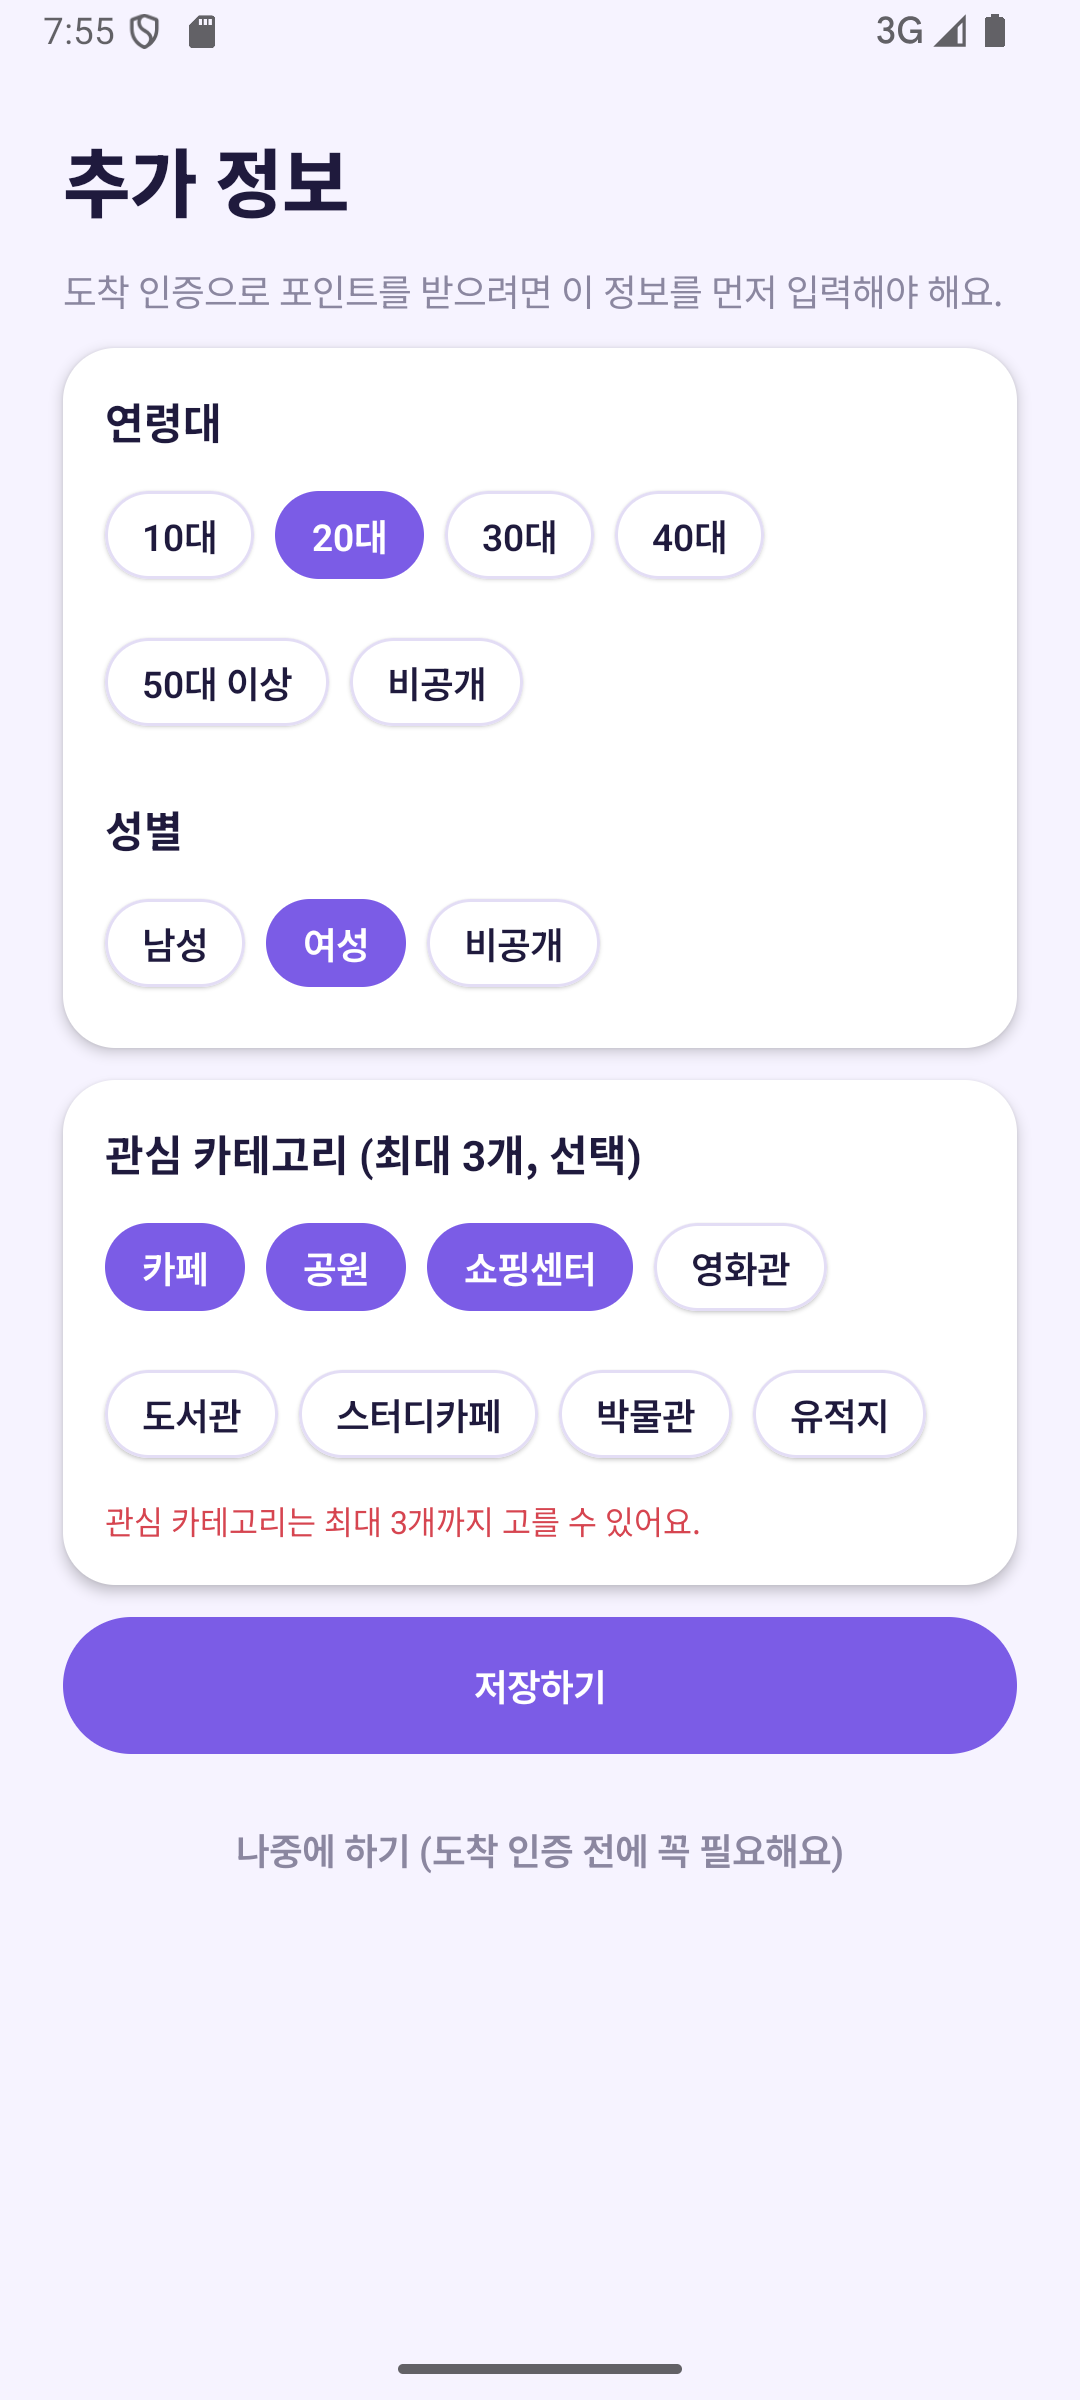 7:55
3G
추가 정보
도착 인증으로 포인트를 받으려면 이 정보를 먼저 입력해야 해요.
연령대
10대 20대 30대 40대
50대 이상 비공개
성별
남성 여성 비공개
관심 카테고리 (최대 3개, 선택)
카페 공원 쇼핑센터 영화관
도서관 스터디카페 박물관 유적지
관심 카테고리는 최대 3개까지 고를 수 있어요.
저장하기
나중에 하기 (도착 인증 전에 꼭 필요해요)